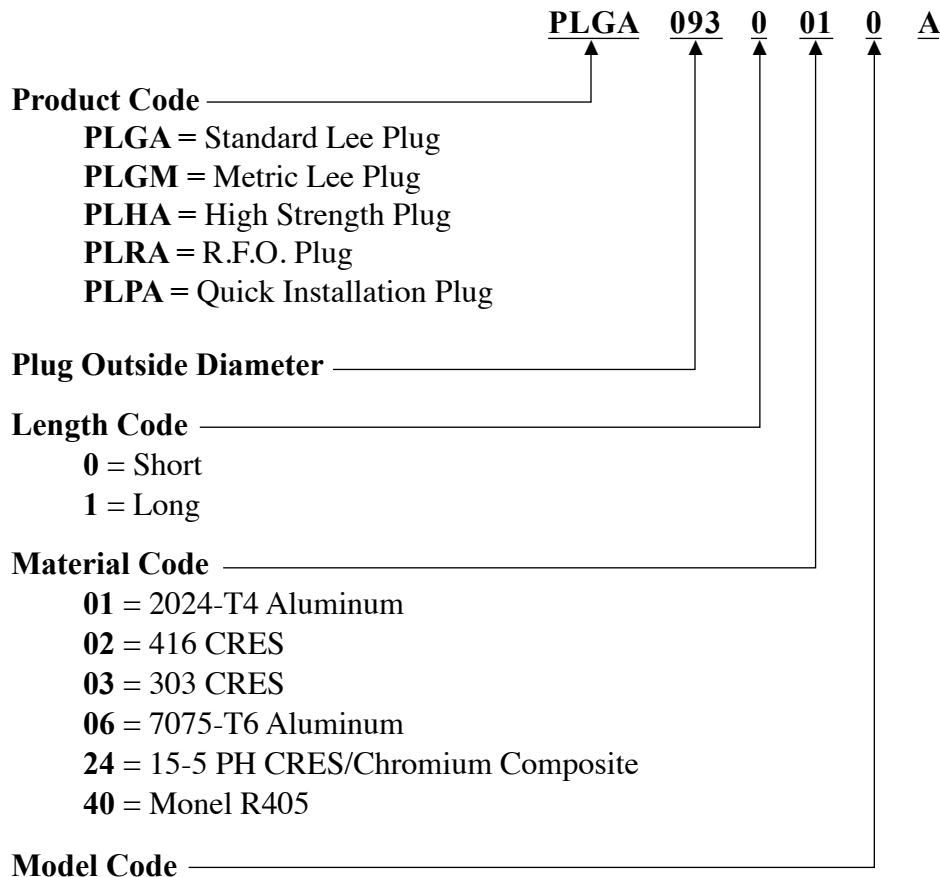 PLGA 093 0 01 0 A
Product Code
PLGA = Standard Lee Plug
PLGM = Metric Lee Plug
PLHA = High Strength Plug
PLRA = R.F.O. Plug
PLPA = Quick Installation Plug
Plug Outside Diameter
Length Code
0 = Short
1 = Long
Material Code
01 = 2024-T4 Aluminum
02 = 416 CRES
03 = 303 CRES
06 = 7075-T6 Aluminum
24 = 15-5 PH CRES/Chromium Composite
40 = Monel R405
Model Code